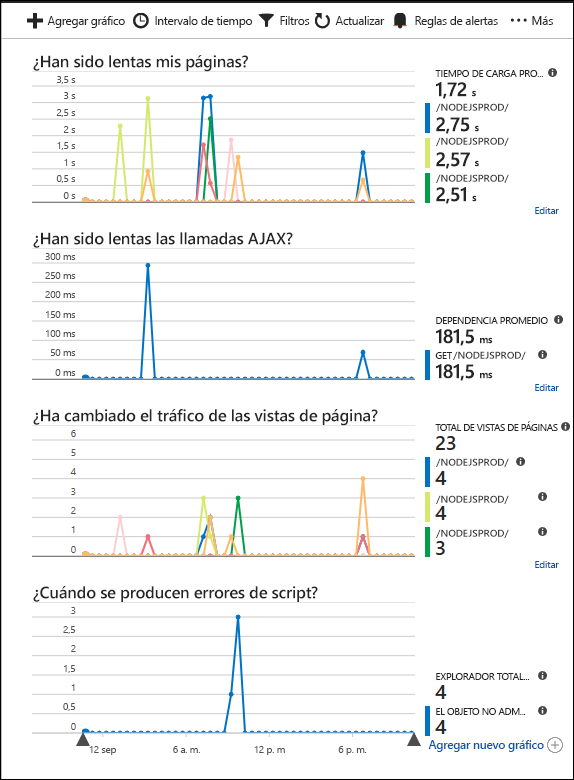 Agregar gráfico Intervalo de tiempo Filtros Actualizar Reglas de alertas ••• Más
¿Han sido lentas mis páginas?
3,5 s
3 s
2,5 s
2 s
1,5 s
1 s
0,5 s
0 s
TIEMPO DE CARGA PRO...
1,72 s
/NODEJSPROD/
2,75 s
/NODEJSPROD/
2,57 s
/NODEJSPROD/
2,51 s
Editar
¿Han sido lentas las llamadas AJAX?
300 ms
250 ms
200 ms
150 ms
100 ms
50 ms
0 ms
DEPENDENCIA PROMEDIO
181,5 ms
GET/NODEJSPROD/
181,5 ms
Editar
¿Ha cambiado el tráfico de las vistas de página?
6
5
4
3
2
1
0
TOTAL DE VISTAS DE PÁGINAS
23
/NODEJSPROD/
4
/NODEJSPROD/
4
/NODEJSPROD/
3
Editar
¿Cuándo se producen errores de script?
3
2,5
2
1,5
1
0,5
0
EXPLORADOR TOTAL...
4
EL OBJETO NO ADM...
4
12 sep 6 a. m. 12 p. m 6 p. m.
Agregar nuevo gráfico